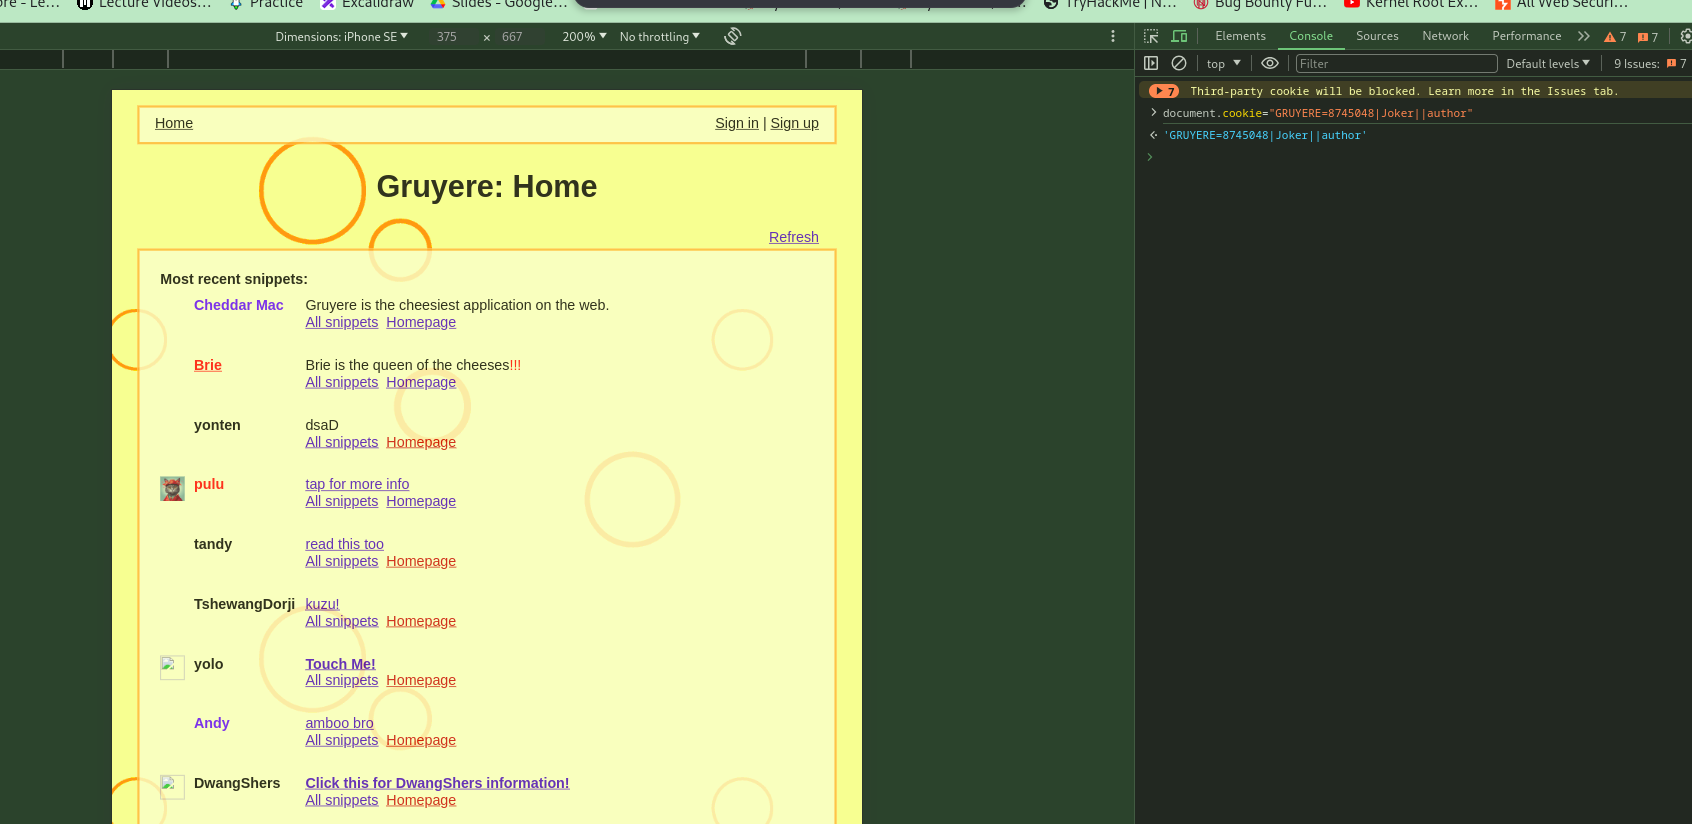 ore - Le... Lecture Videos... Practice Excalidraw Slides - Google... TryHackMe | N... Bug Bounty Fu... Kernel Root Ex... All Web Securi...
Dimensions: iPhone SE 375 × 667 200% No throttling
Elements Console Sources Network Performance 7 7
top Filter Default levels 9 Issues: 7
7 Third-party cookie will be blocked. Learn more in the Issues tab.
document.cookie="GRUYERE=8745048|Joker||author"
'GRUYERE=8745048|Joker||author'
Home Sign in | Sign up
Gruyere: Home
Refresh
Most recent snippets:
Cheddar Mac Gruyere is the cheesiest application on the web.
All snippets Homepage
Brie Brie is the queen of the cheeses!!!
All snippets Homepage
yonten dsaD
All snippets Homepage
pulu tap for more info
All snippets Homepage
tandy read this too
All snippets Homepage
TshewangDorji kuzu!
All snippets Homepage
yolo Touch Me!
All snippets Homepage
Andy amboo bro
All snippets Homepage
DwangShers Click this for DwangShers information!
All snippets Homepage